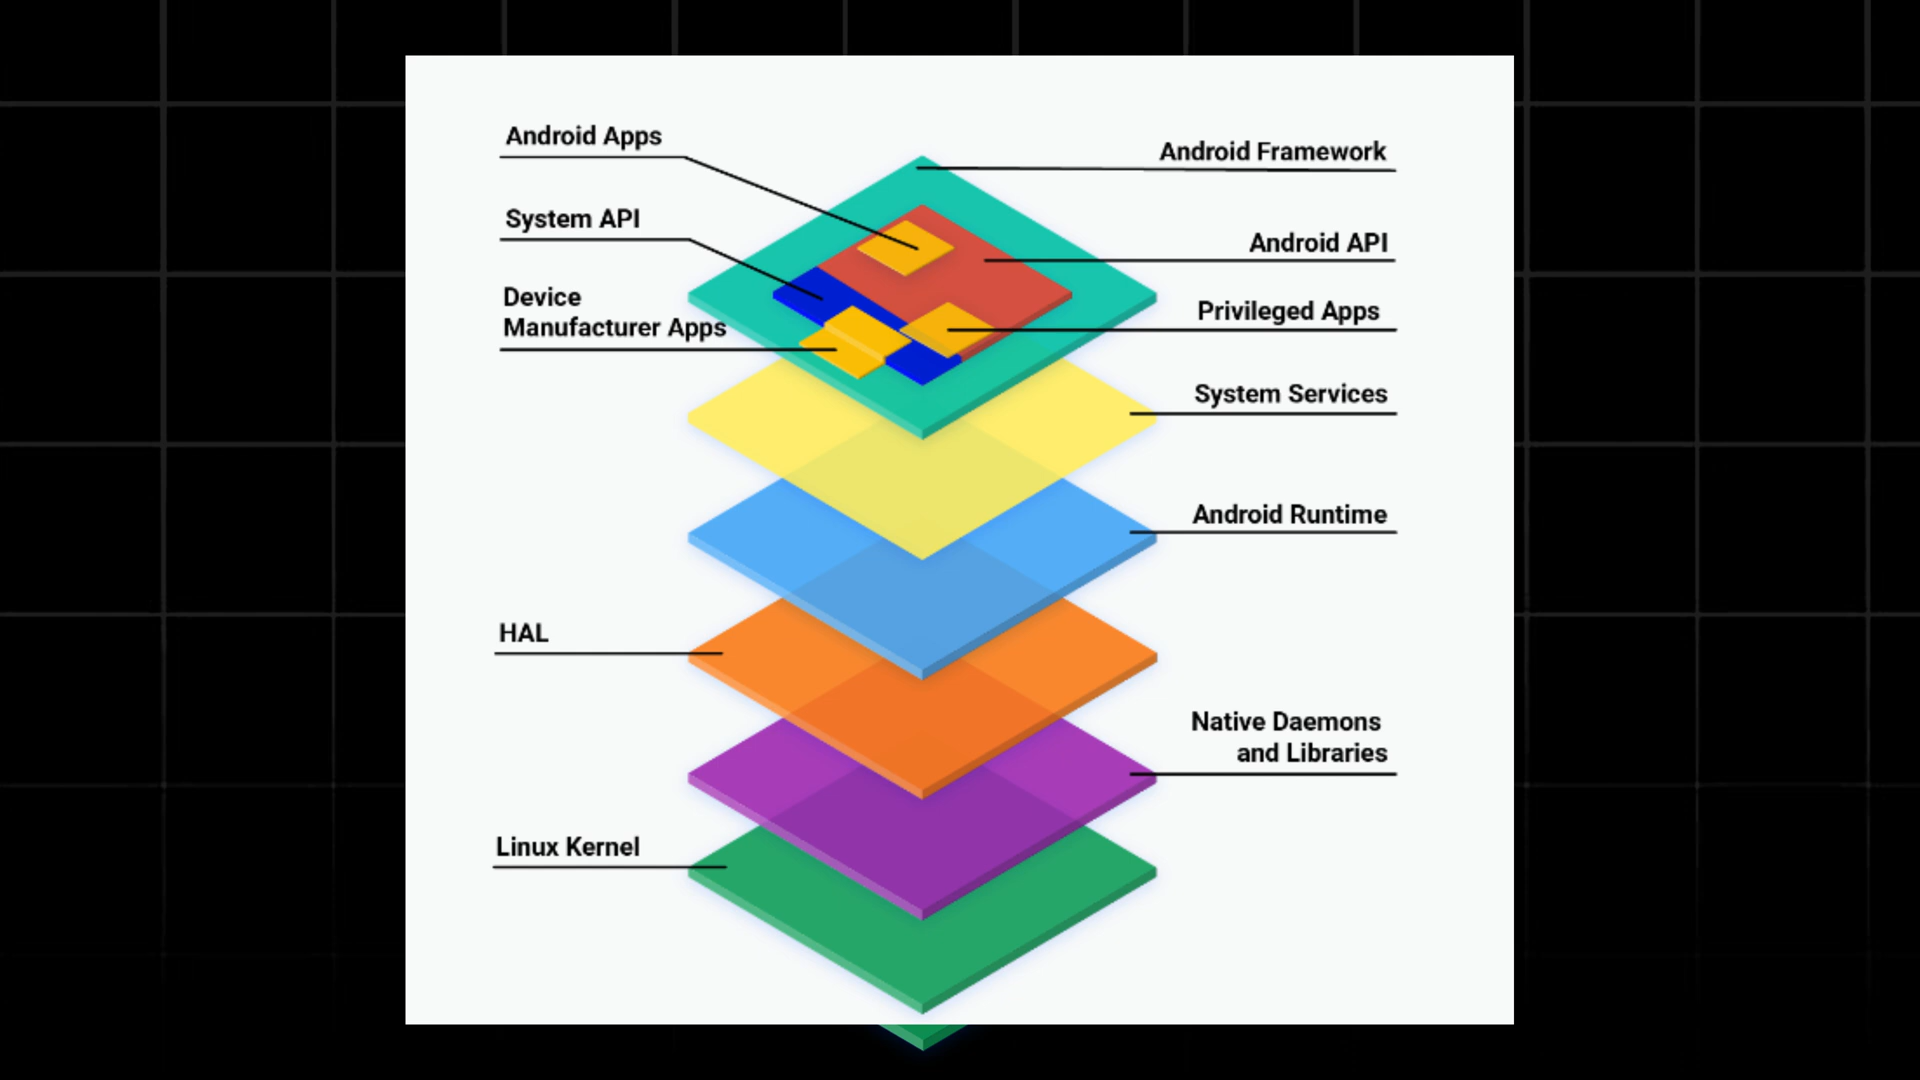 Android Apps
Android Framework
System API
Android API
Device
Manufacturer Apps
Privileged Apps
System Services
Android Runtime
HAL
Native Daemons
and Libraries
Linux Kernel